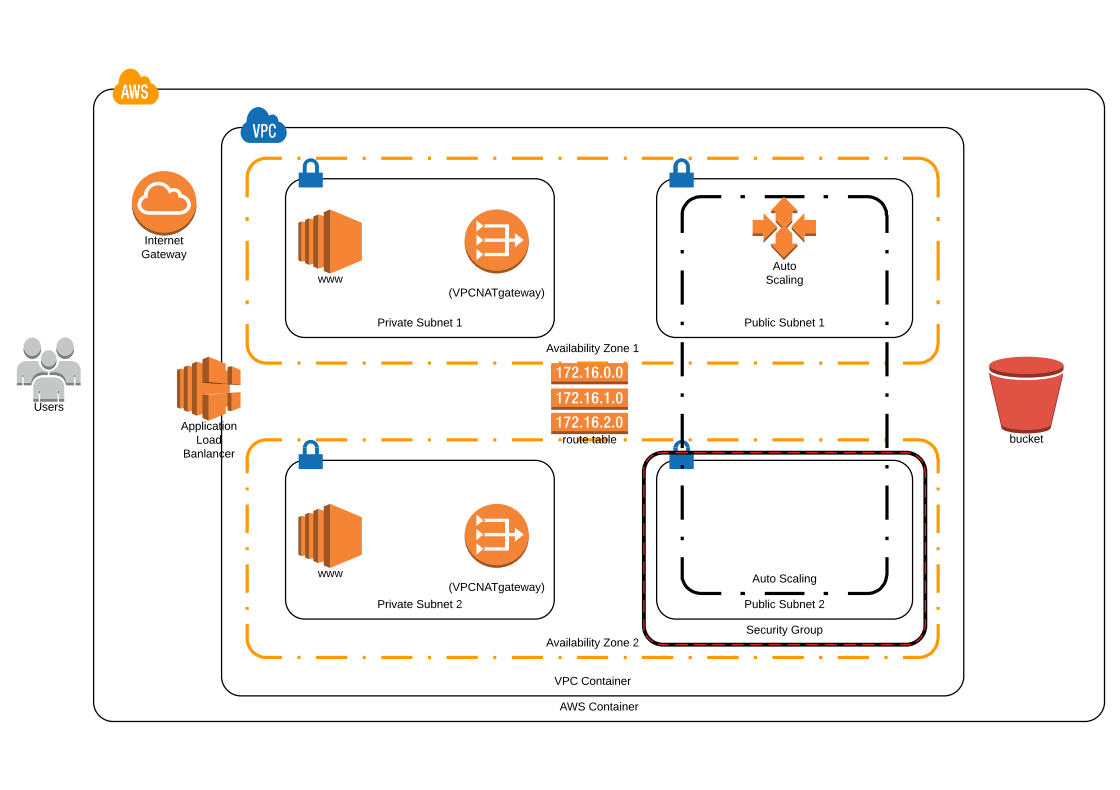 AWS
VPC
Internet
Gateway
www
(VPCNATgateway)
Private Subnet 1
Auto
Scaling
Public Subnet 1
Availability Zone 1
172.16.0.0
172.16.1.0
172.16.2.0
route table
Users
Application
Load
Banlancer
bucket
www
(VPCNATgateway)
Private Subnet 2
Auto Scaling
Public Subnet 2
Security Group
Availability Zone 2
VPC Container
AWS Container